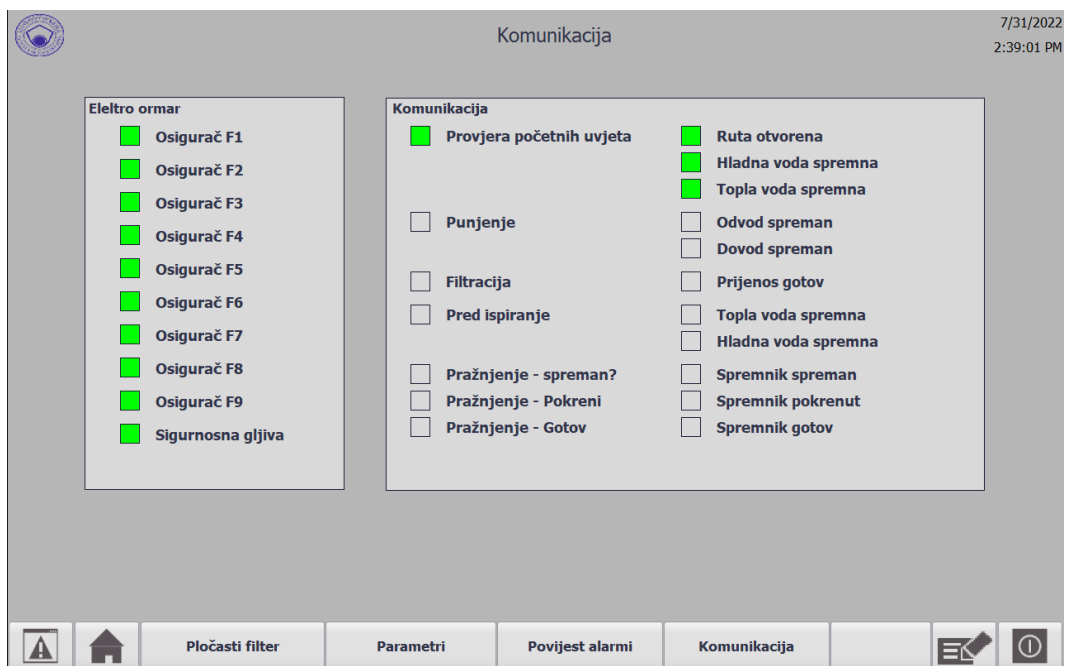 Komunikacija
7/31/2022
2:39:01 PM
Eleltro ormar
Osigurač F1
Osigurač F2
Osigurač F3
Osigurač F4
Osigurač F5
Osigurač F6
Osigurač F7
Osigurač F8
Osigurač F9
Sigurnosna gljiva
Komunikacija
Provjera početnih uvjeta
Ruta otvorena
Hladna voda spremna
Topla voda spremna
Punjenje
Odvod spreman
Dovod spreman
Filtracija
Prijenos gotov
Pred ispiranje
Topla voda spremna
Hladna voda spremna
Pražnjenje - spreman?
Spremnik spreman
Pražnjenje - Pokreni
Spremnik pokrenut
Pražnjenje - Gotov
Spremnik gotov
Pločasti filter
Parametri
Povijest alarmi
Komunikacija